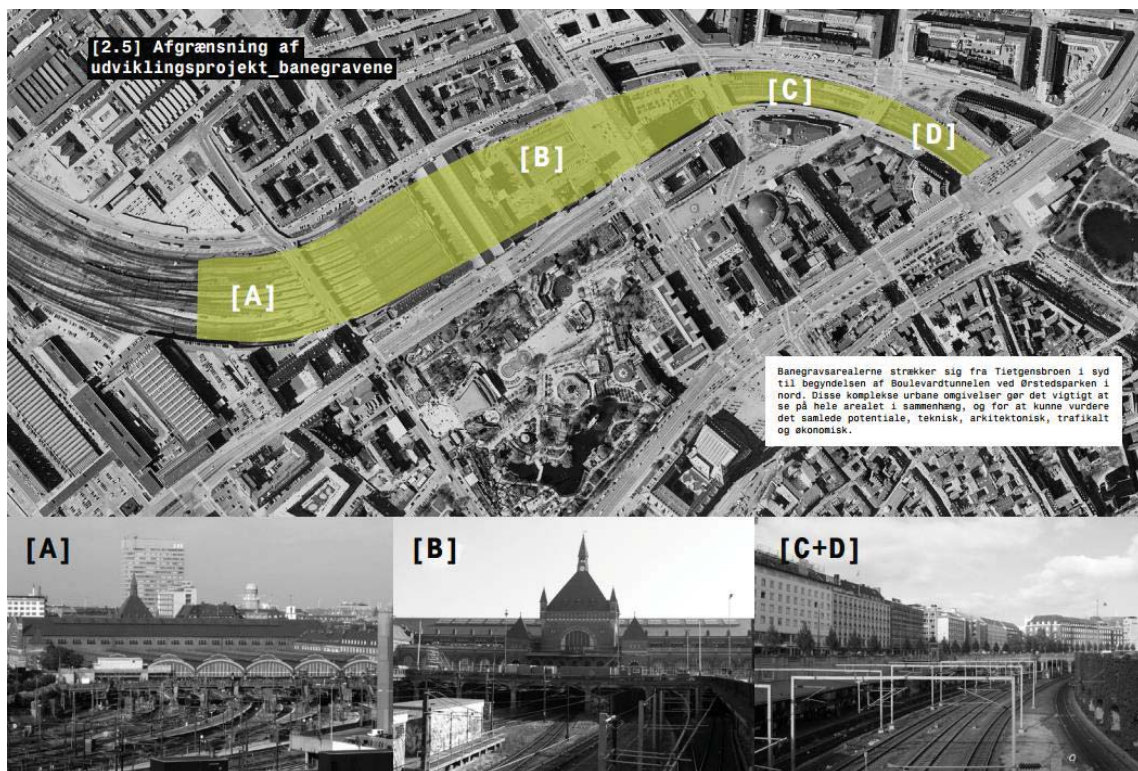 [2.5] Afgrænsning af
udviklingsprojekt_banegravene
[C]
[D]
[B]
[A]
Banegravsarealerne strækker sig fra Tietgensbroen i syd
til begyndelsen af Boulevardtunnelen ved Ørstedsparken i
nord. Disse komplekse urbane omgivelser gør det vigtigt at
se på hele arealet i sammenhæng, og for at kunne vurdere
det samlede potentiale, teknisk, arkitektonisk, trafikalt
og økonomisk.
[A]
[B]
[C+D]